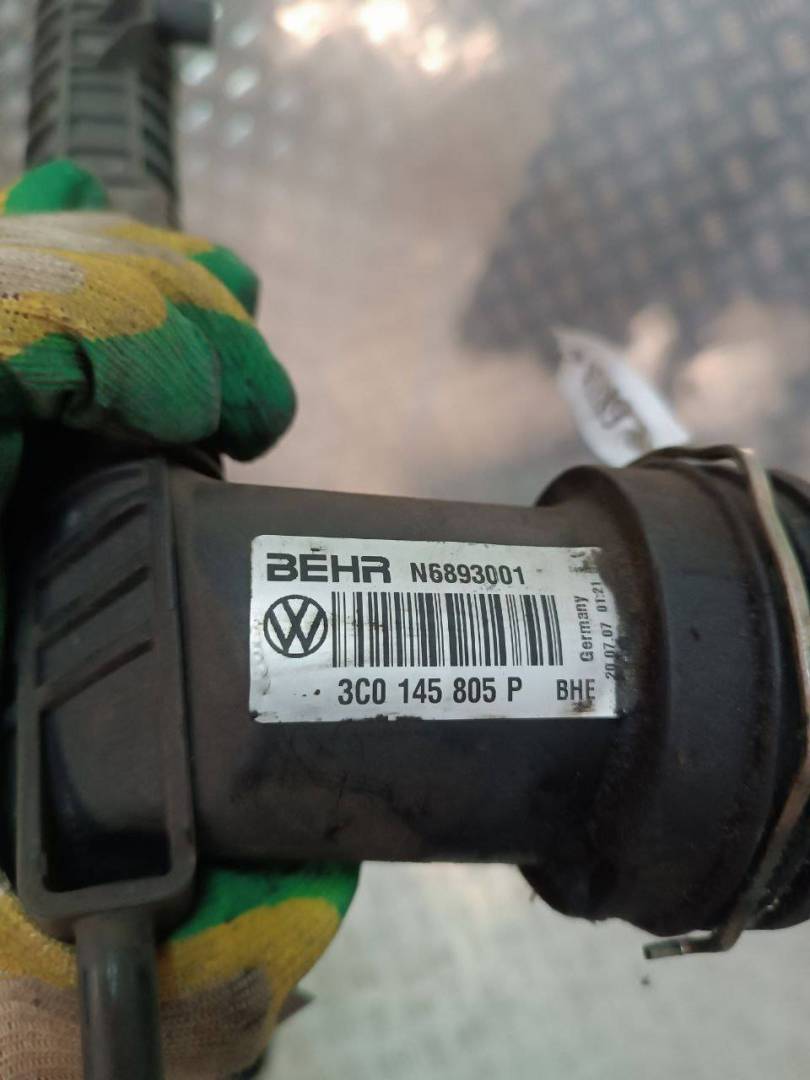 BEHR N6893001
3C0 145 805 P BHE
Germany
20.07.07 01:21